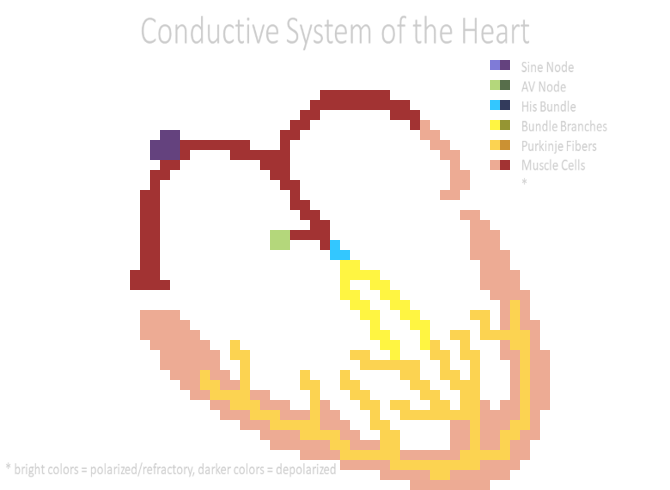 Conductive System of the Heart
Sine Node
AV Node
His Bundle
Bundle Branches
Purkinje Fibers
Muscle Cells
*
* bright colors = polarized/refractory, darker colors = depolarized